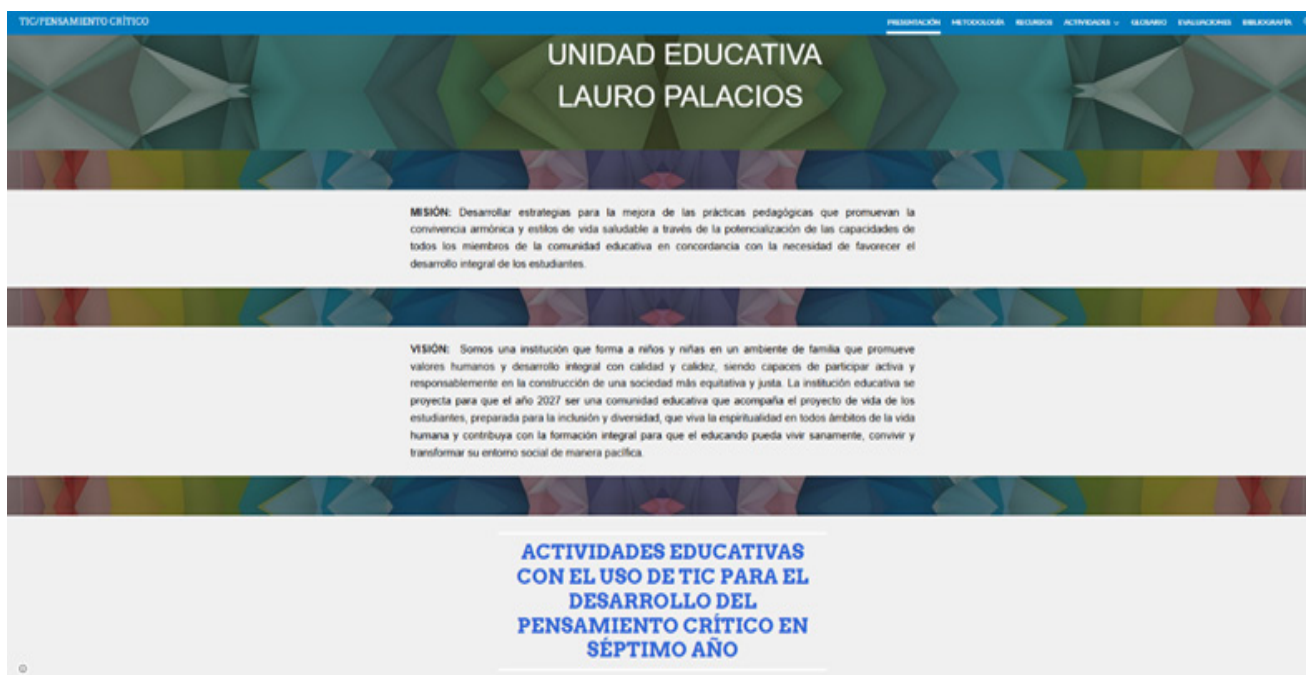 TIC/PENSAMIENTO CRÍTICO
PRESENTACIÓN METODOLOGÍA RECURSOS ACTIVIDADES GLOSARIO EVALUACIONES BIBLIOGRAFÍA
UNIDAD EDUCATIVA
LAURO PALACIOS
MISIÓN: Desarrollar estrategias para la mejora de las prácticas pedagógicas que promuevan la
convivencia armónica y estilos de vida saludable a través de la potencialización de las capacidades de
todos los miembros de la comunidad educativa en concordancia con la necesidad de favorecer el
desarrollo integral de los estudiantes.
VISIÓN: Somos una institución que forma a niños y niñas en un ambiente de familia que promueve
valores humanos y desarrollo integral con calidad y calidez, siendo capaces de participar activa y
responsablemente en la construcción de una sociedad más equitativa y justa. La institución educativa se
proyecta para que el año 2027 ser una comunidad educativa que acompaña el proyecto de vida de los
estudiantes, preparada para la inclusión y diversidad, que viva la espiritualidad en todos ámbitos de la vida
humana y contribuya con la formación integral para que el educando pueda vivir sanamente, convivir y
transformar su entorno social de manera pacífica.
ACTIVIDADES EDUCATIVAS
CON EL USO DE TIC PARA EL
DESARROLLO DEL
PENSAMIENTO CRÍTICO EN
SÉPTIMO AÑO